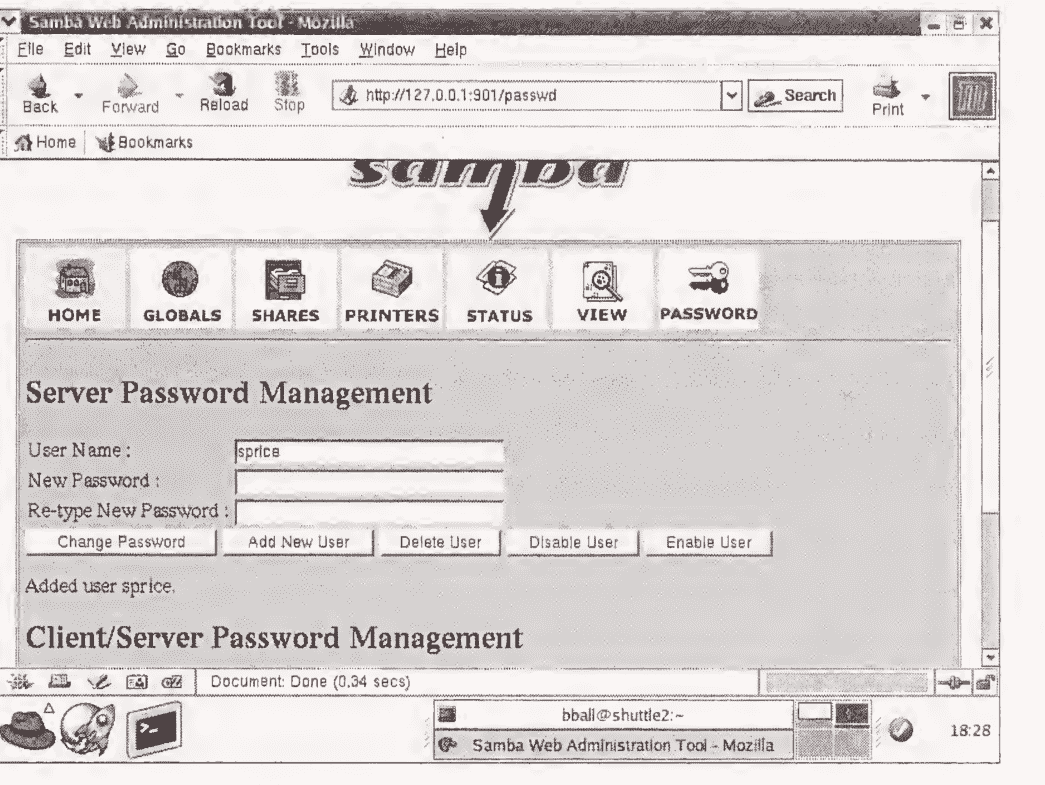 Samba Web Administration Tool - Mozilla
File Edit View Go Bookmarks Tools Window Help
Back Forward Reload Stop http://127.0.0.1:901/passwd Search Print
Home Bookmarks
samba
HOME GLOBALS SHARES PRINTERS STATUS VIEW PASSWORD
Server Password Management
User Name : sprice
New Password :
Re-type New Password :
Change Password Add New User Delete User Disable User Enable User
Added user sprice.
Client/Server Password Management
Document: Done (0.34 secs)
bball@shuttle2:~
Samba Web Administration Tool - Mozilla
18:28